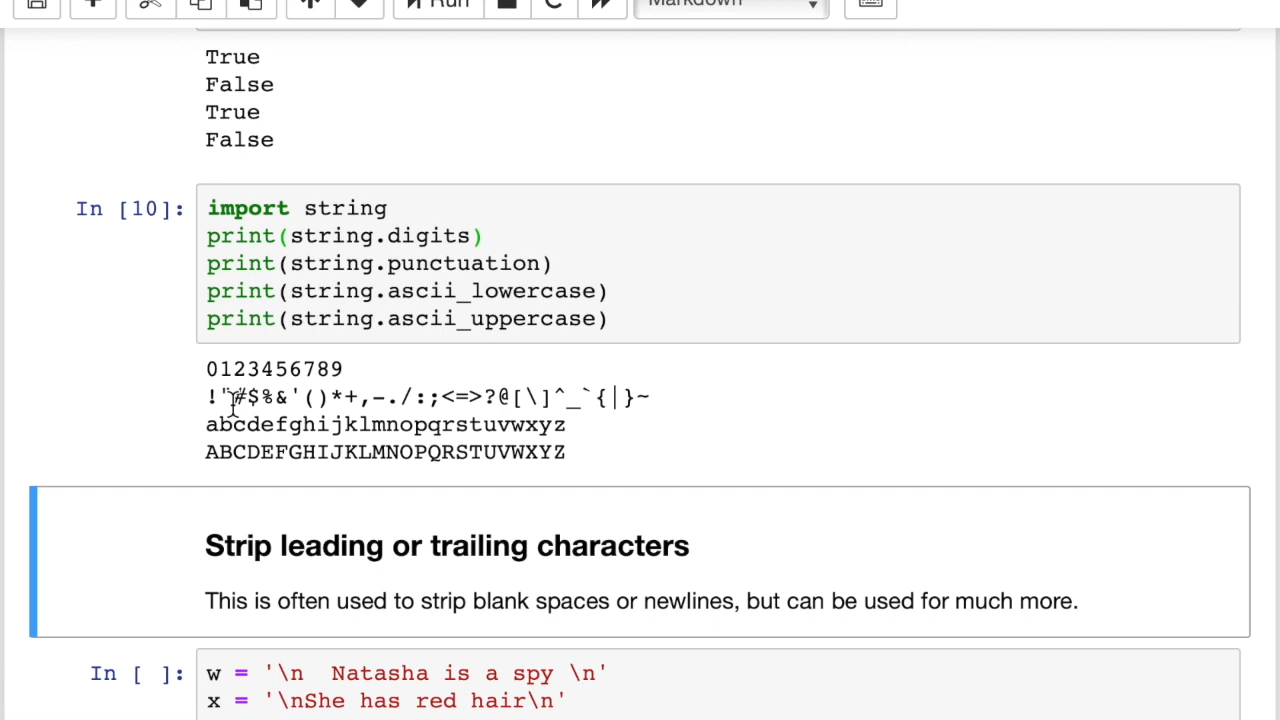 Run
Markdown
True
False
True
False
In [10]:
import string
print(string.digits)
print(string.punctuation)
print(string.ascii_lowercase)
print(string.ascii_uppercase)
0123456789
!"#$%&'()*+,-./:;<=>?@[\]^_`{|}~
abcdefghijklmnopqrstuvwxyz
ABCDEFGHIJKLMNOPQRSTUVWXYZ
Strip leading or trailing characters
This is often used to strip blank spaces or newlines, but can be used for much more.
In [ ]:
w = '\n  Natasha is a spy \n'
x = '\nShe has red hair\n'